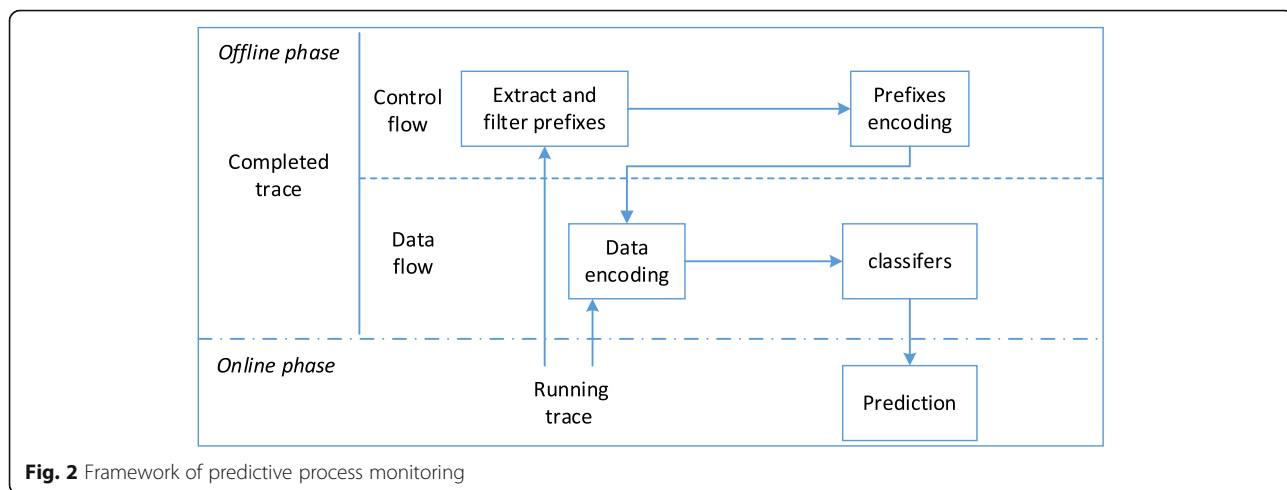 Offline phase
Control
flow
Extract and
filter prefixes
Prefixes
encoding
Completed
trace
Data
flow
Data
encoding
classifers
Online phase
Running
trace
Prediction
Fig. 2 Framework of predictive process monitoring